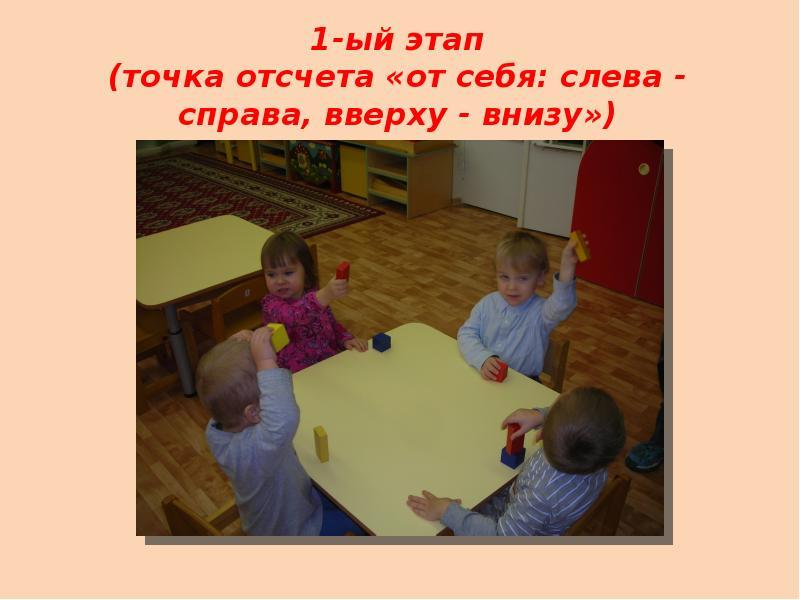 1-ый этап
(точка отсчета «от себя: слева -
справа, вверху - внизу»)